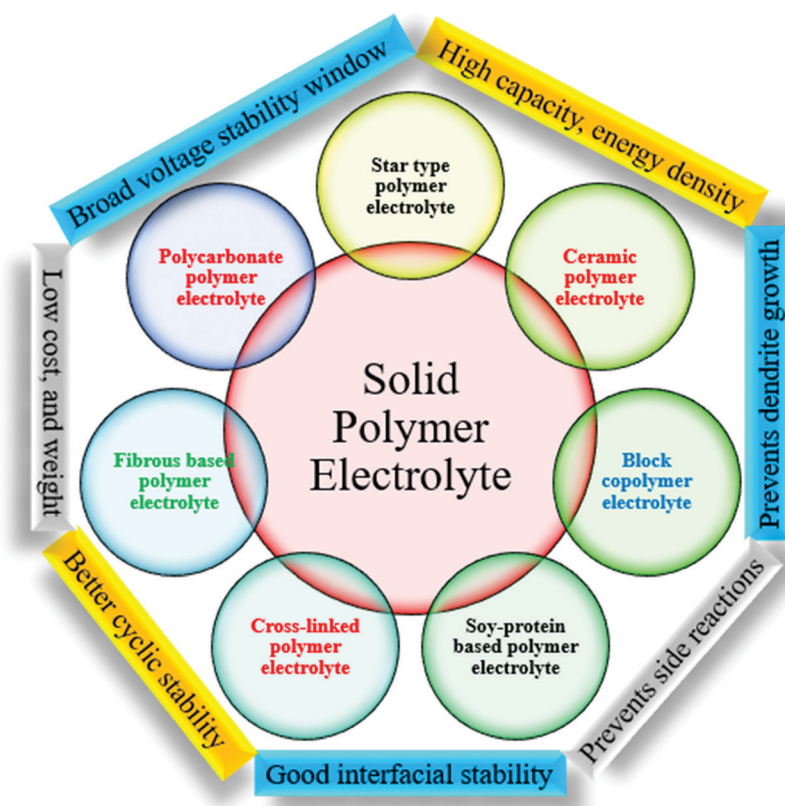 Broad voltage stability window
High capacity, energy density
Prevents dendrite growth
Prevents side reactions
Good interfacial stability
Better cyclic stability
Low cost, and weight
Star type
polymer
electrolyte
Ceramic
polymer
electrolyte
Block
copolymer
electrolyte
Soy-protein
based polymer
electrolyte
Cross-linked
polymer
electrolyte
Fibrous based
polymer
electrolyte
Polycarbonate
polymer
electrolyte
Solid
Polymer
Electrolyte